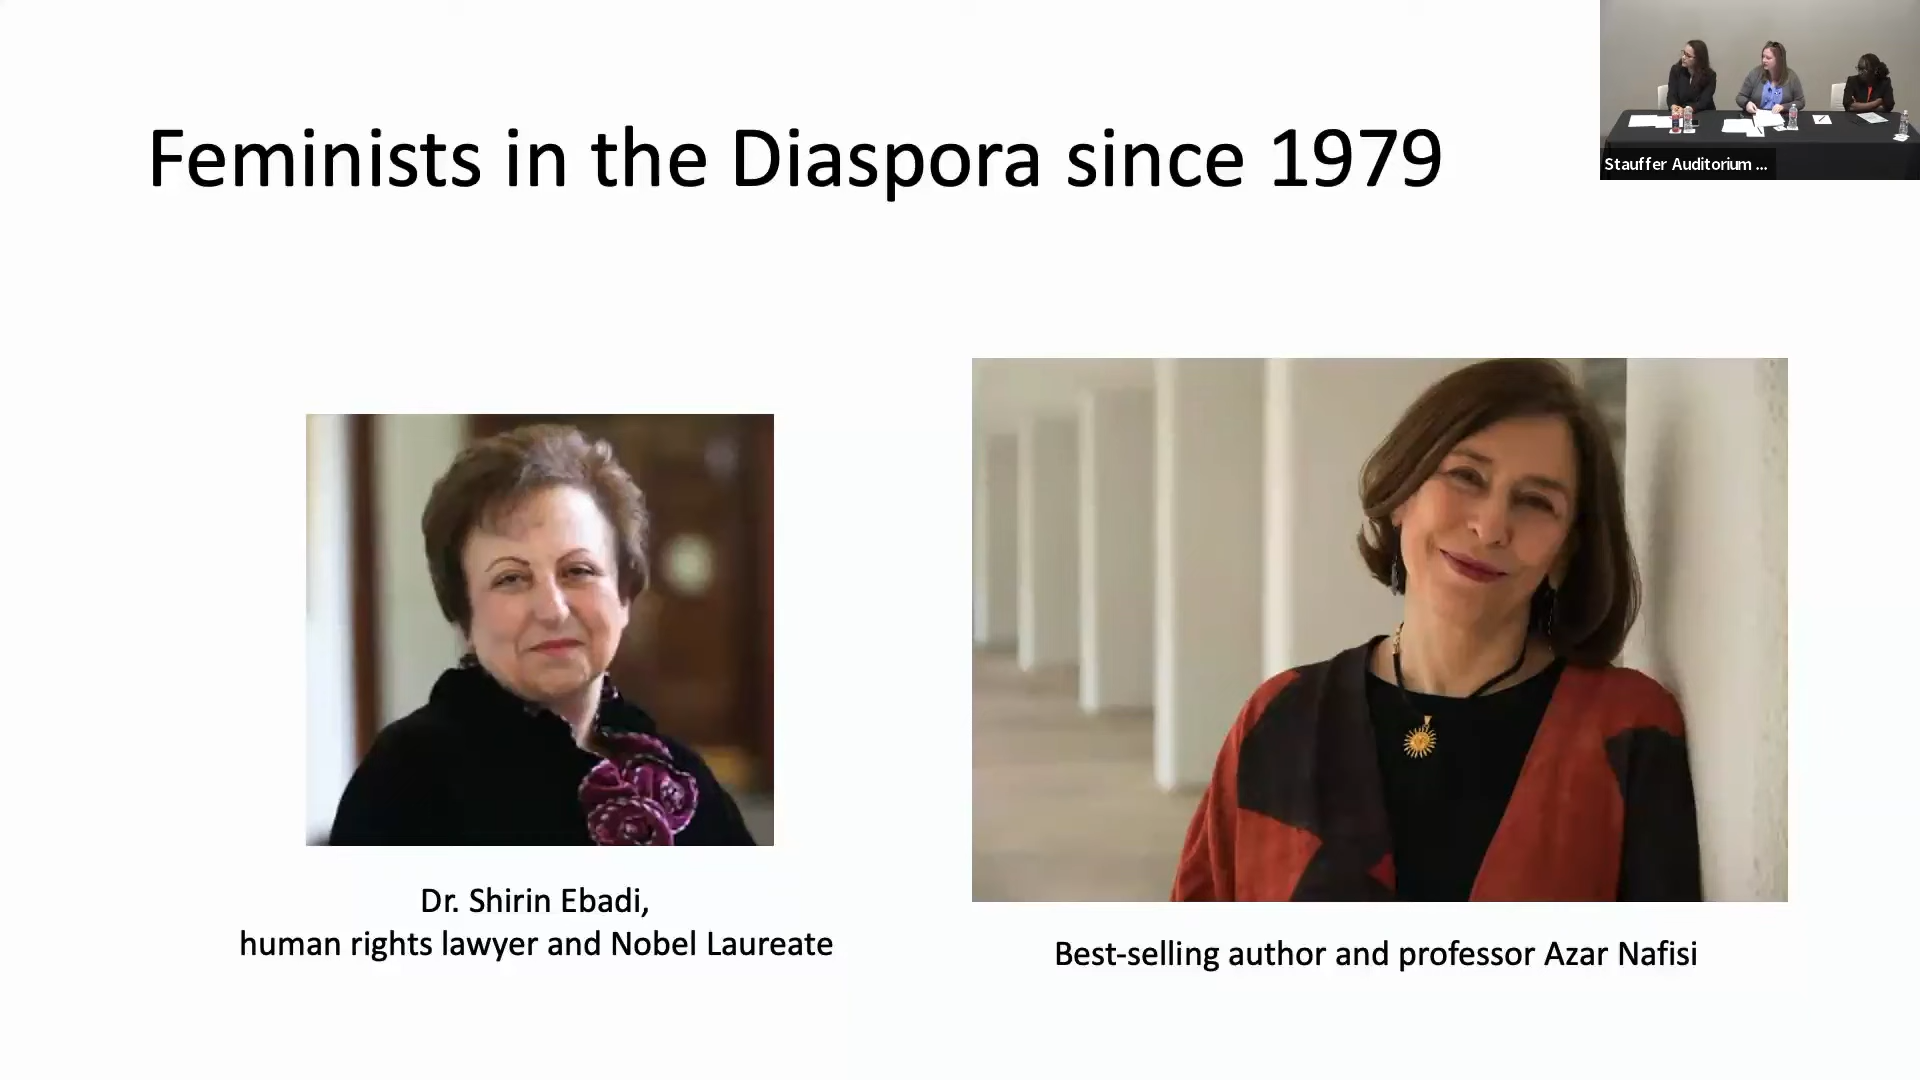 Feminists in the Diaspora since 1979
Stauffer Auditorium ...
Dr. Shirin Ebadi,
human rights lawyer and Nobel Laureate
Best-selling author and professor Azar Nafisi